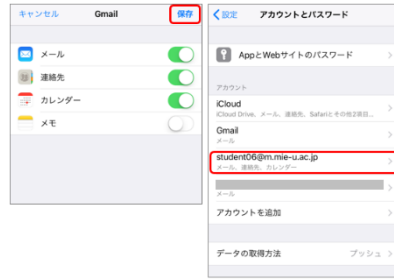 キャンセル Gmail 保存
メール
連絡先
カレンダー
メモ
設定 アカウントとパスワード
AppとWebサイトのパスワード
アカウント
iCloud
iCloud Drive、メール、連絡先、Safariとその他2項目...
Gmail
メール
student06@m.mie-u.ac.jp
メール、連絡先、カレンダー
メール
アカウントを追加
データの取得方法 プッシュ